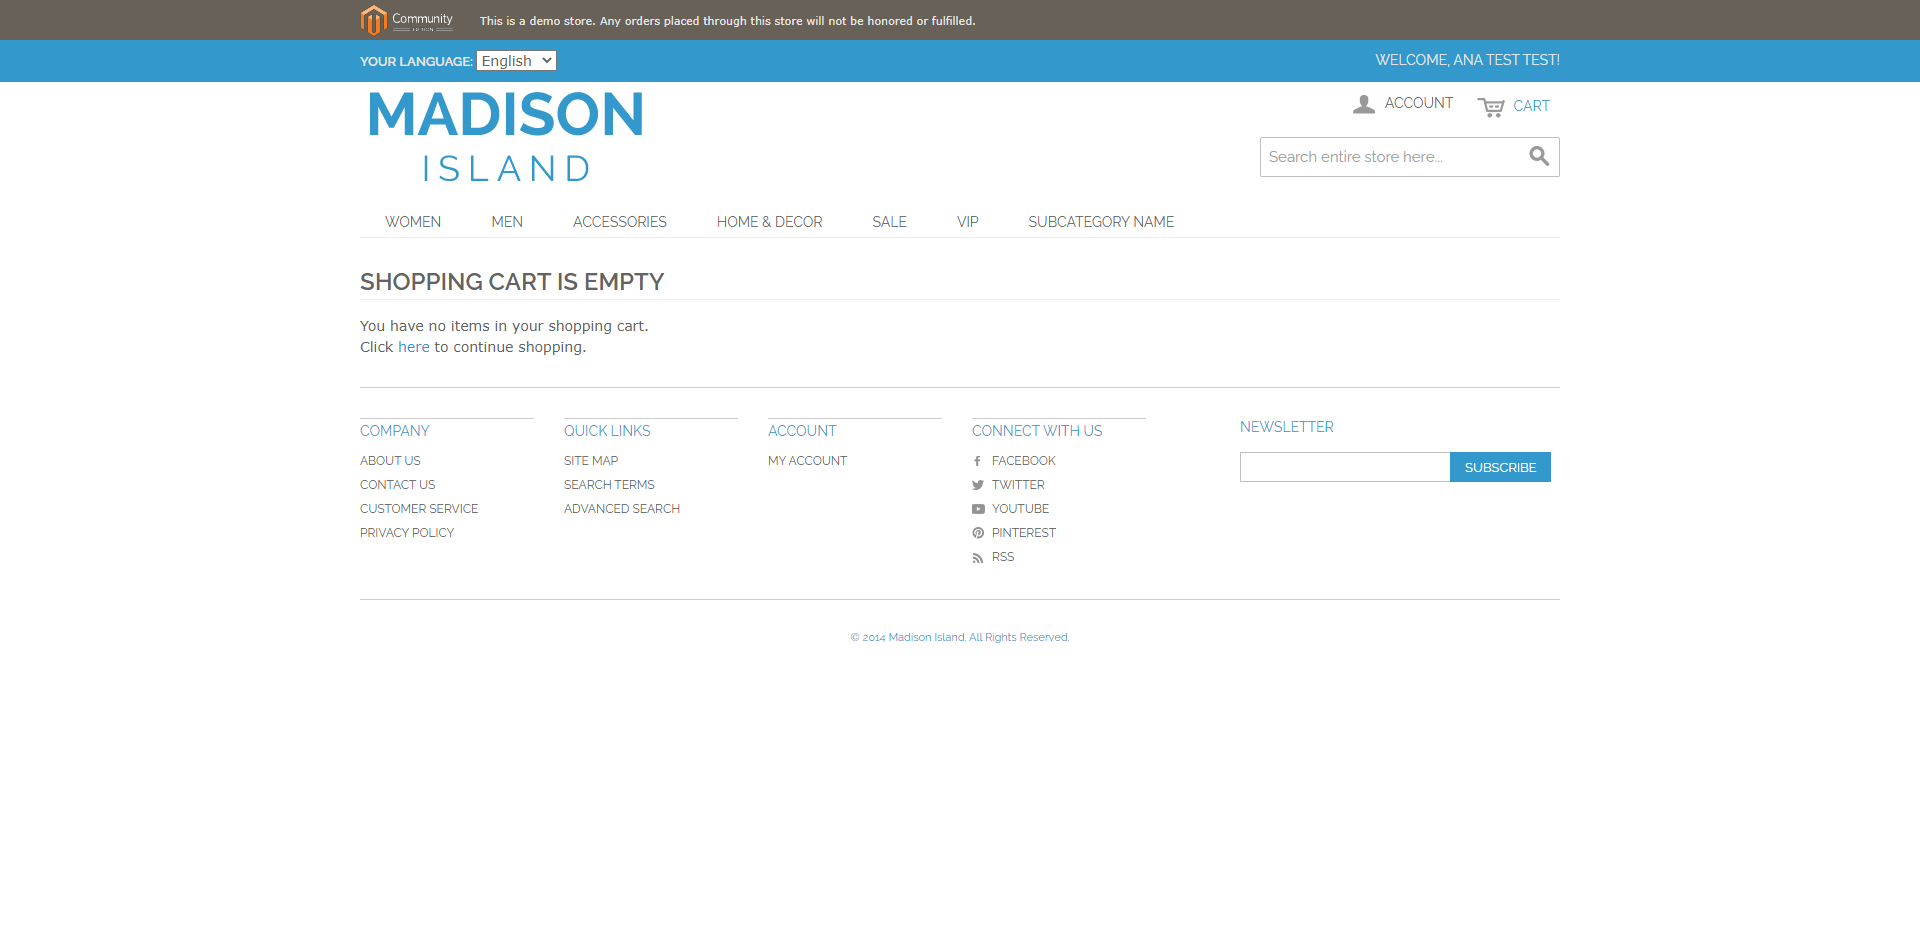 Community
EDITION
This is a demo store. Any orders placed through this store will not be honored or fulfilled.
YOUR LANGUAGE: English
WELCOME, ANA TEST TEST!
MADISON
ISLAND
ACCOUNT
CART
Search entire store here...
WOMEN
MEN
ACCESSORIES
HOME & DECOR
SALE
VIP
SUBCATEGORY NAME
SHOPPING CART IS EMPTY
You have no items in your shopping cart.
Click here to continue shopping.
COMPANY
ABOUT US
CONTACT US
CUSTOMER SERVICE
PRIVACY POLICY
QUICK LINKS
SITE MAP
SEARCH TERMS
ADVANCED SEARCH
ACCOUNT
MY ACCOUNT
CONNECT WITH US
FACEBOOK
TWITTER
YOUTUBE
PINTEREST
RSS
NEWSLETTER
SUBSCRIBE
© 2014 Madison Island. All Rights Reserved.